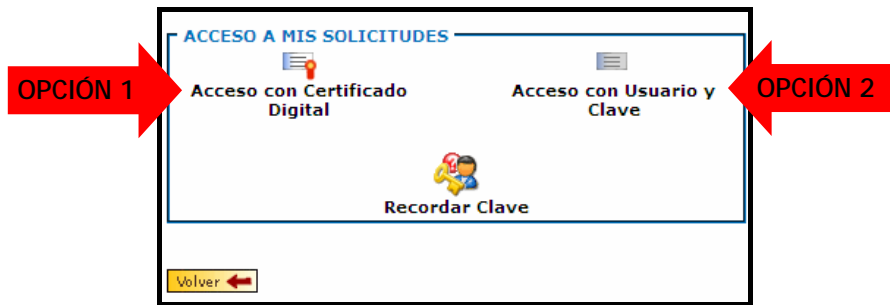 ACCESO A MIS SOLICITUDES
OPCIÓN 1
Acceso con Certificado
Digital
Acceso con Usuario y
Clave
OPCIÓN 2
Recordar Clave
Volver